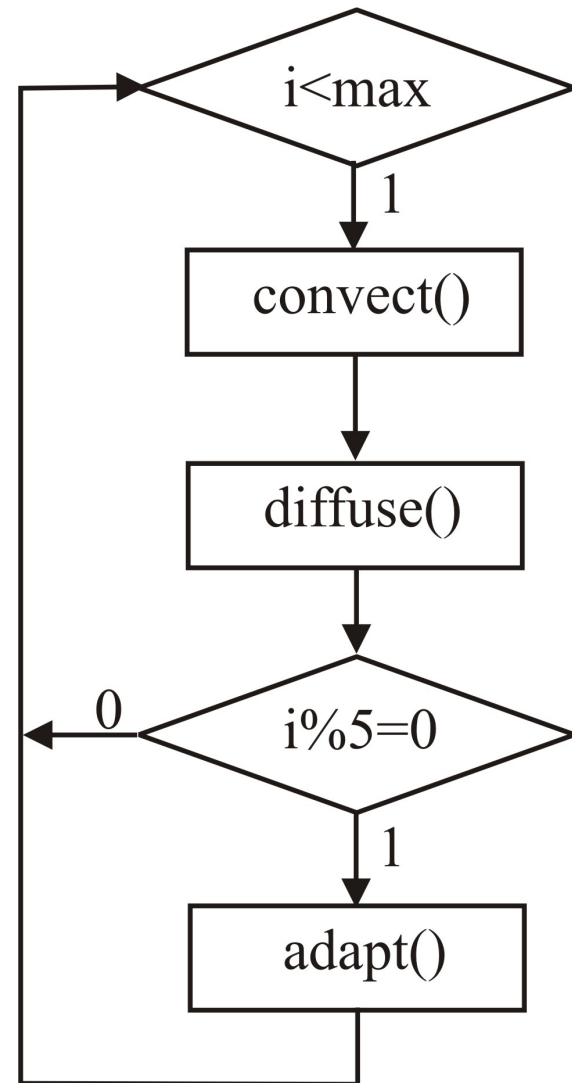 i<max
1
convect()
diffuse()
0
i%5=0
1
adapt()